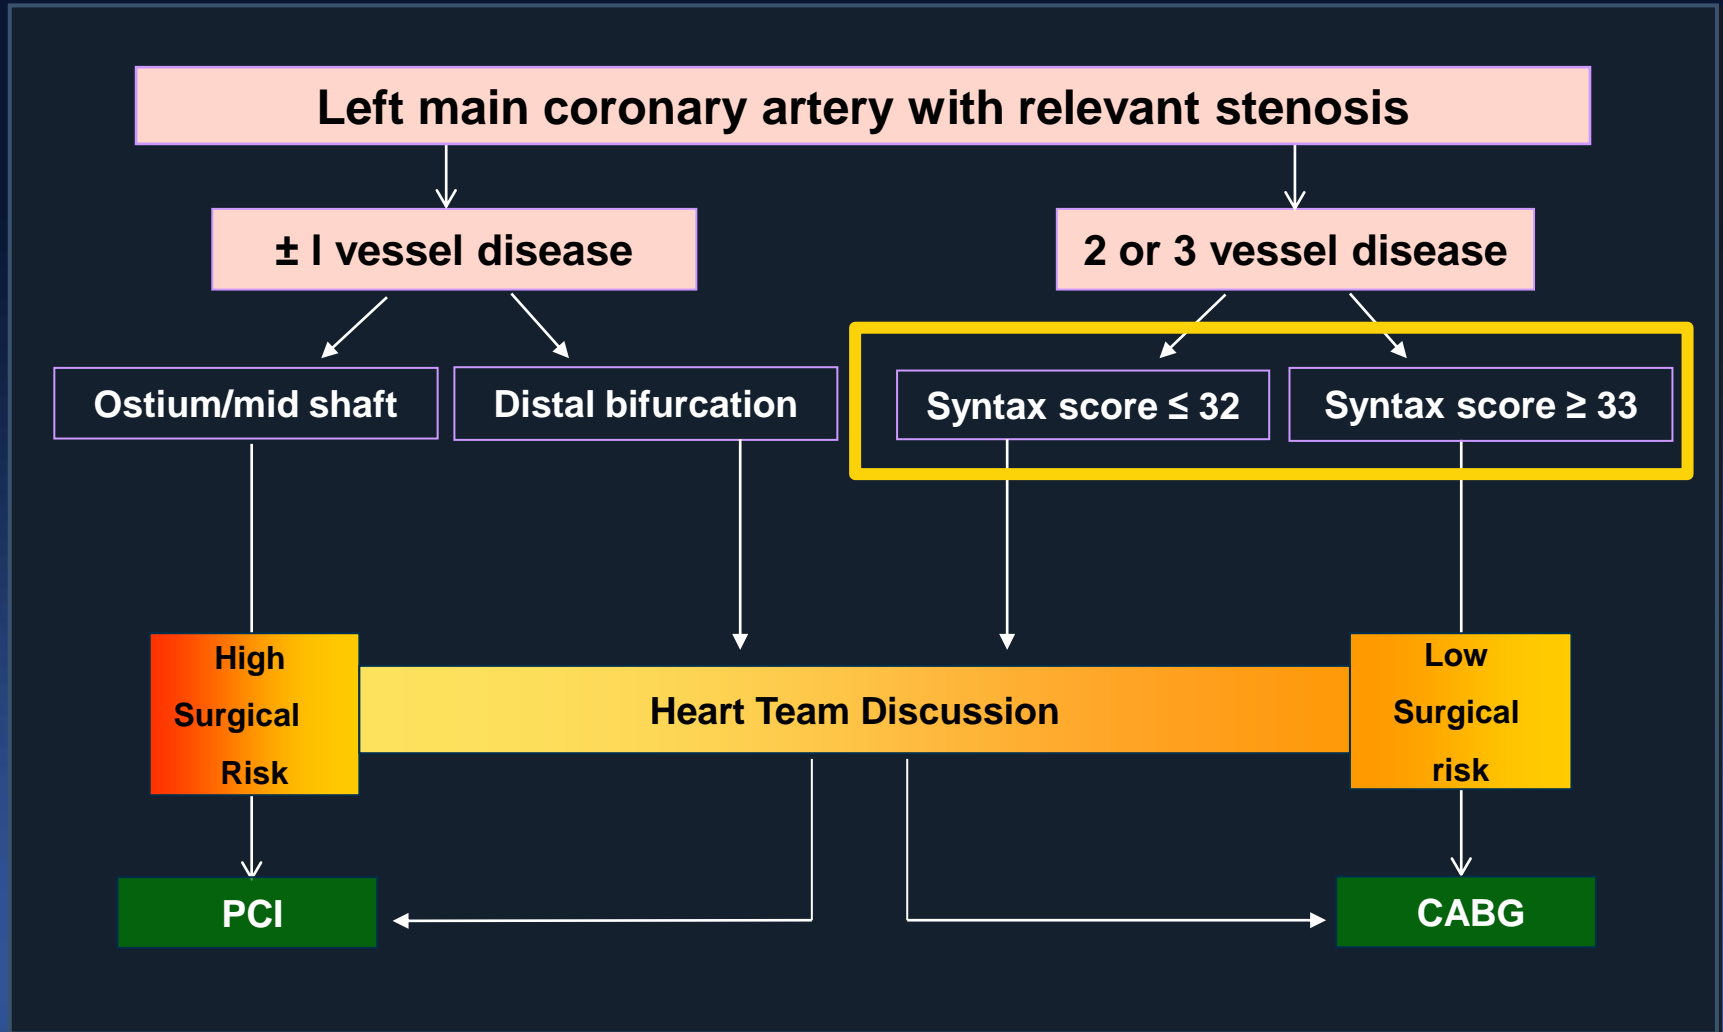 Left main coronary artery with relevant stenosis
± I vessel disease
2 or 3 vessel disease
Ostium/mid shaft
Distal bifurcation
Syntax score ≤ 32
Syntax score ≥ 33
High
Surgical
Risk
Heart Team Discussion
Low
Surgical
risk
PCI
CABG